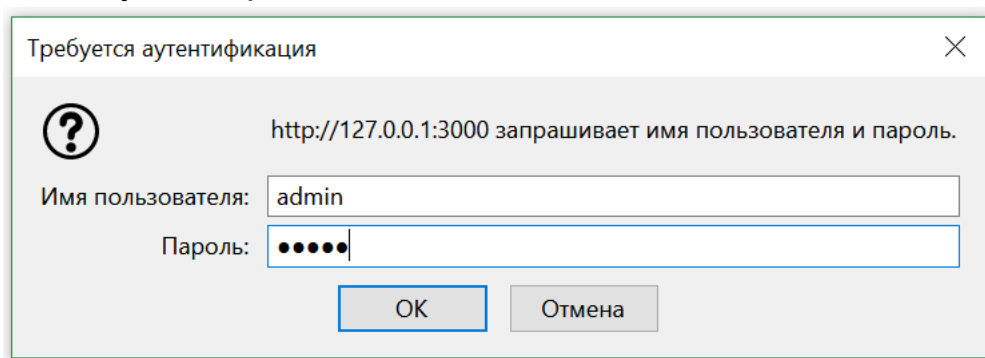 Требуется аутентификация
http://127.0.0.1:3000 запрашивает имя пользователя и пароль.
Имя пользователя: admin
Пароль: ●●●●●
OK Отмена